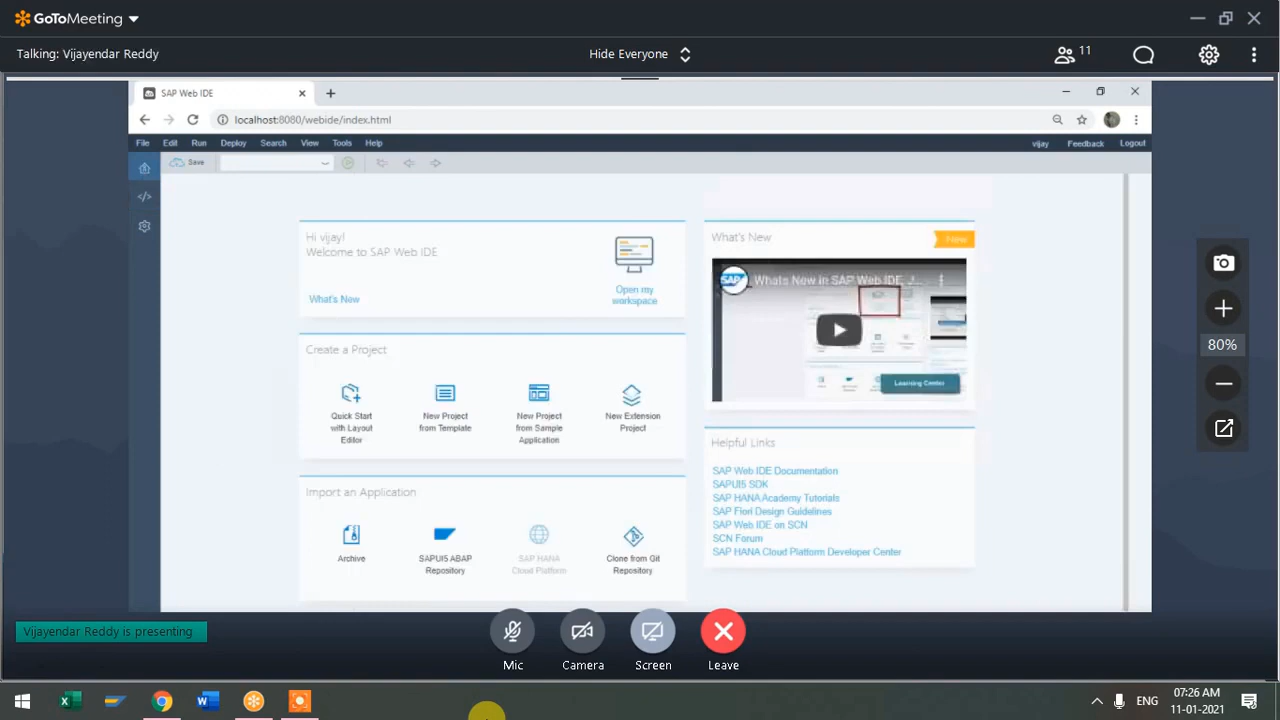 GoToMeeting
Talking: Vijayendar Reddy
Hide Everyone
11
SAP Web IDE
localhost:8080/webide/index.html
File Edit Run Deploy Search View Tools Help
vijay Feedback Logout
Save
Hi vijay!
Welcome to SAP Web IDE
What's New
Open my
workspace
Create a Project
Quick Start
with Layout
Editor
New Project
from Template
New Project
from Sample
Application
New Extension
Project
Import an Application
Archive
SAPUI5 ABAP
Repository
SAP HANA
Cloud Platform
Clone from Git
Repository
What's New
New
SAP
Whats New in SAP Web IDE ...
Learning Center
Helpful Links
SAP Web IDE Documentation
SAPUI5 SDK
SAP HANA Academy Tutorials
SAP Fiori Design Guidelines
SAP Web IDE on SCN
SCN Forum
SAP HANA Cloud Platform Developer Center
80%
Vijayendar Reddy is presenting
Mic
Camera
Screen
Leave
ENG
07:26 AM
11-01-2021